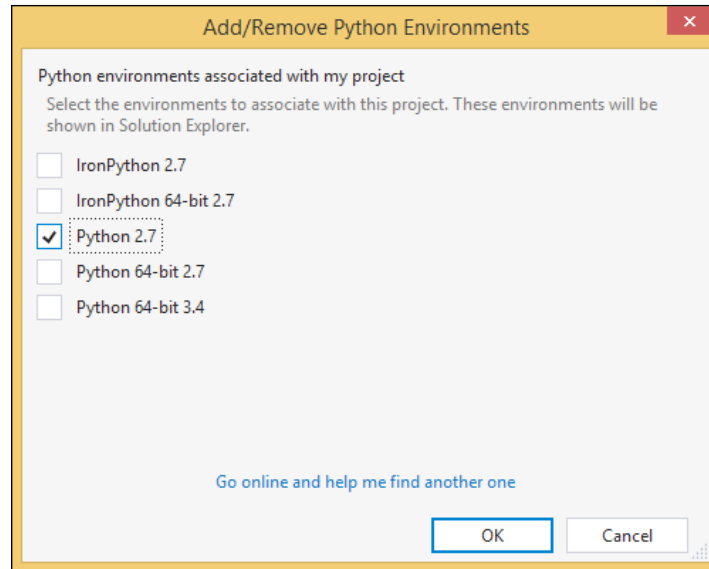 Add/Remove Python Environments
Python environments associated with my project
Select the environments to associate with this project. These environments will be
shown in Solution Explorer.
IronPython 2.7
IronPython 64-bit 2.7
Python 2.7
Python 64-bit 2.7
Python 64-bit 3.4
Go online and help me find another one
OK
Cancel